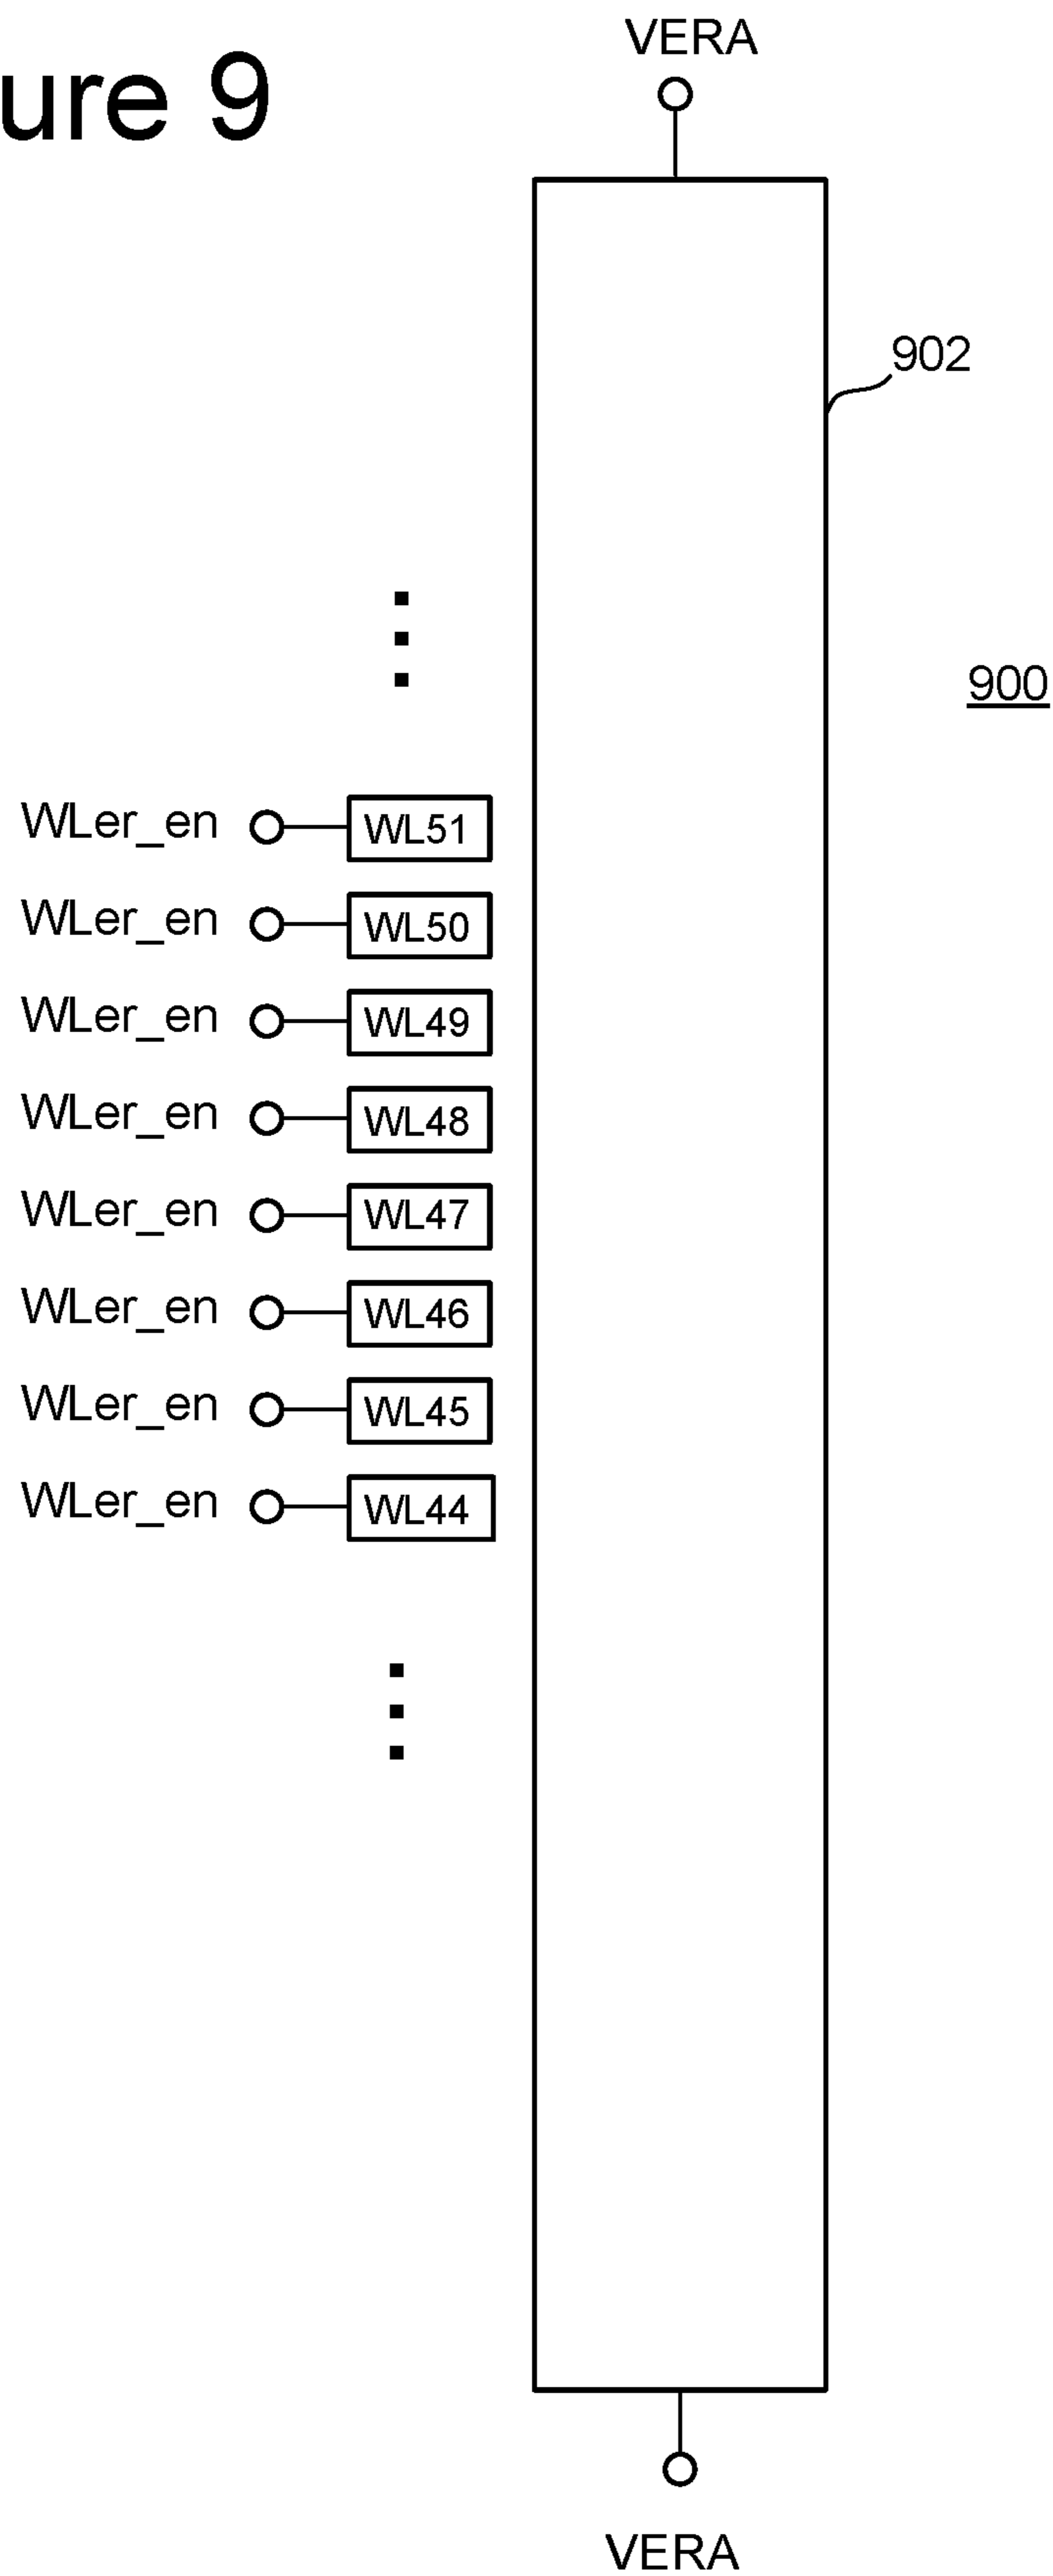 ure 9
VERA
902
900
WLer_en WL51
WLer_en WL50
WLer_en WL49
WLer_en WL48
WLer_en WL47
WLer_en WL46
WLer_en WL45
WLer_en WL44
VERA